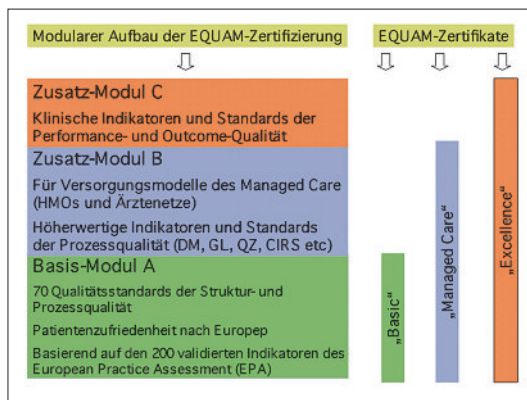 Modularer Aufbau der EQUAM-Zertifizierung
EQUAM-Zertifikate
Zusatz-Modul C
Klinische Indikatoren und Standards der
Performance- und Outcome-Qualität
Zusatz-Modul B
Für Versorgungsmodelle des Managed Care
(HMOs und Ärztenetze)
Höherwertige Indikatoren und Standards
der Prozessqualität (DM, GL, QZ, CIRS etc)
Basis-Modul A
70 Qualitätsstandards der Struktur- und
Prozessqualität
Patientenzufriedenheit nach Europep
Basierend auf den 200 validierten Indikatoren des
European Practice Assessment (EPA)
„Basic“
„Managed Care“
„Excellence“